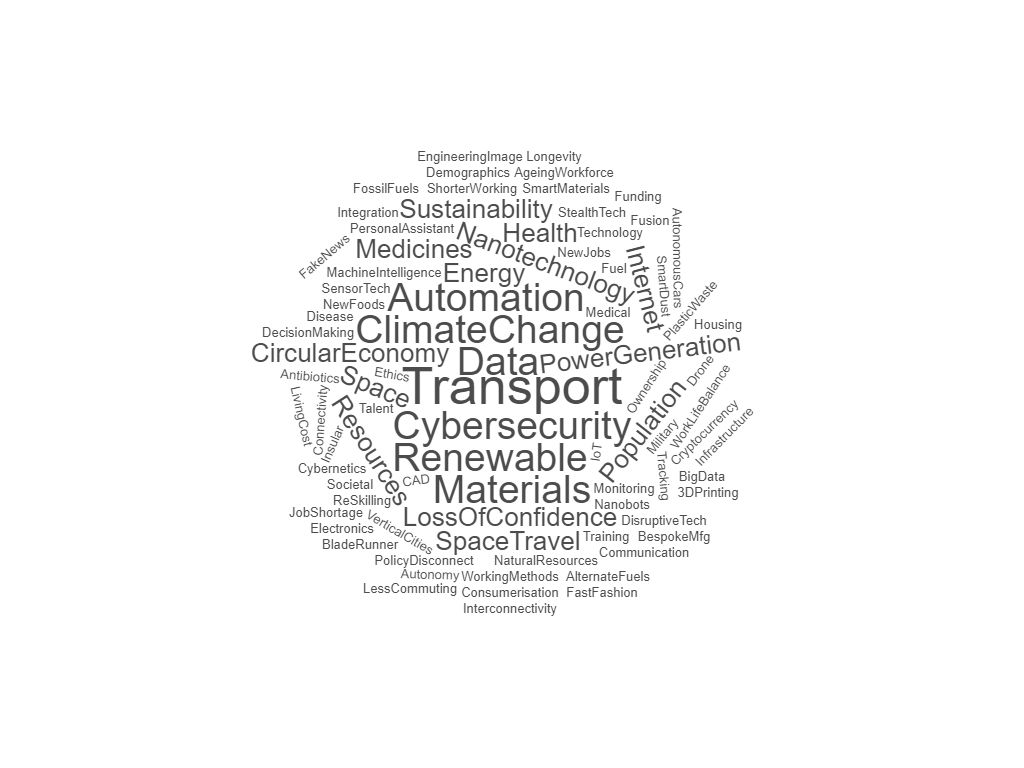 EngineeringImage Longevity
Demographics AgeingWorkforce
FossilFuels ShorterWorking SmartMaterials
Funding
Integration Sustainability StealthTech
Fusion
AutonomousCars
PersonalAssistant Nanotechnology Health Technology
FakeNews
Medicines
NewJobs
Internet
SmartDust
MachineIntelligence Energy
Fuel
SensorTech
Automation
PlasticWaste
NewFoods
Medical
Disease
Housing
DecisionMaking ClimateChange
CircularEconomy Data PowerGeneration
Antibiotics Space Ethics
Transport
Ownership
Drone
LivingCost
Connectivity
Resources
Talent
Population
WorkLifeBalance
Cybersecurity
Military
Cryptocurrency
Infrastructure
Insular
Renewable
IoT
Tracking
Cybernetics
BigData
Societal
CAD
Materials
Monitoring
3DPrinting
ReSkilling
Nanobots
JobShortage
VerticalCities
LossOfConfidence
DisruptiveTech
Electronics
BladeRunner
SpaceTravel
Training
BespokeMfg
Communication
PolicyDisconnect
NaturalResources
Autonomy WorkingMethods AlternateFuels
LessCommuting Consumerisation FastFashion
Interconnectivity